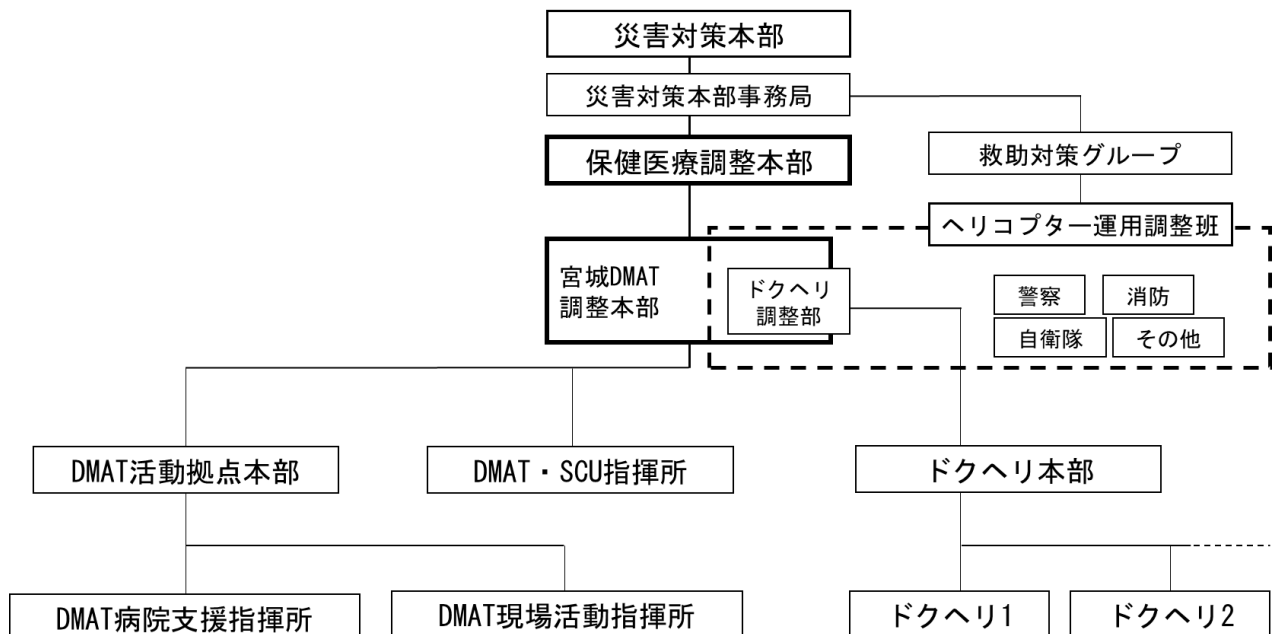 災害対策本部
災害対策本部事務局
保健医療調整本部
救助対策グループ
ヘリコプター運用調整班
宮城DMAT
調整本部
ドクヘリ
調整部
警察
消防
自衛隊
その他
DMAT活動拠点本部
DMAT・SCU指揮所
ドクヘリ本部
DMAT病院支援指揮所
DMAT現場活動指揮所
ドクヘリ1
ドクヘリ2